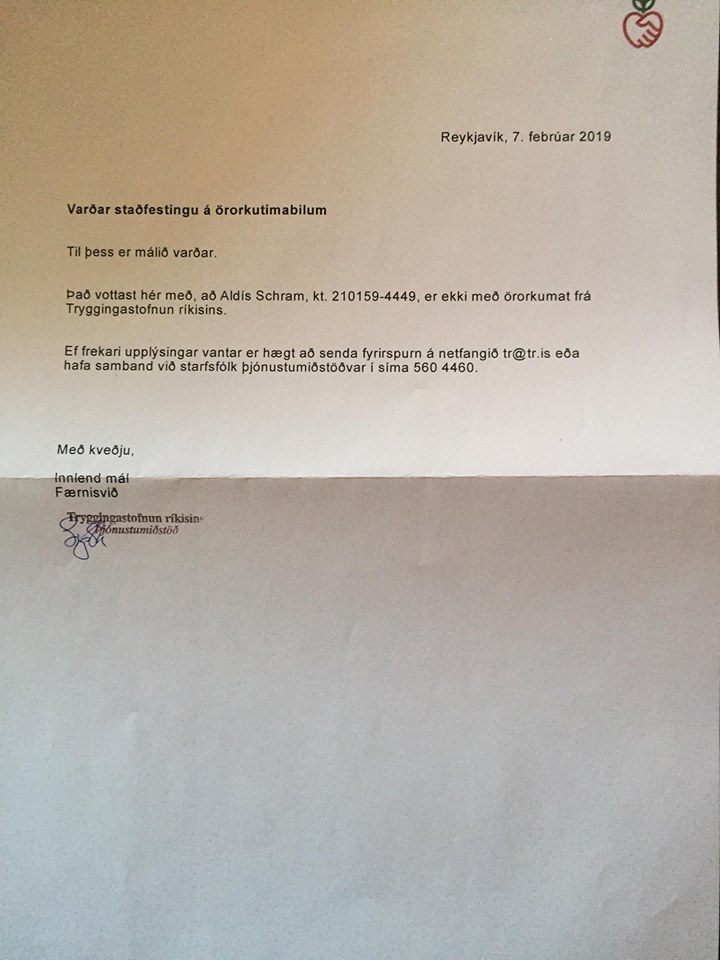 Reykjavík, 7. febrúar 2019
Varðar staðfestingu á örorkutímabilum
Til þess er málið varðar.
Það vottast hér með, að Aldís Schram, kt. 210159-4449, er ekki með örorkumat frá
Tryggingastofnun ríkisins.
Ef frekari upplýsingar vantar er hægt að senda fyrirspurn á netfangið tr@tr.is eða
hafa samband við starfsfólk þjónustumiðstöðvar í síma 560 4460.
Með kveðju,
Innlend mál
Færnisvið
Tryggingastofnun ríkisins
Þjónustumiðstöð